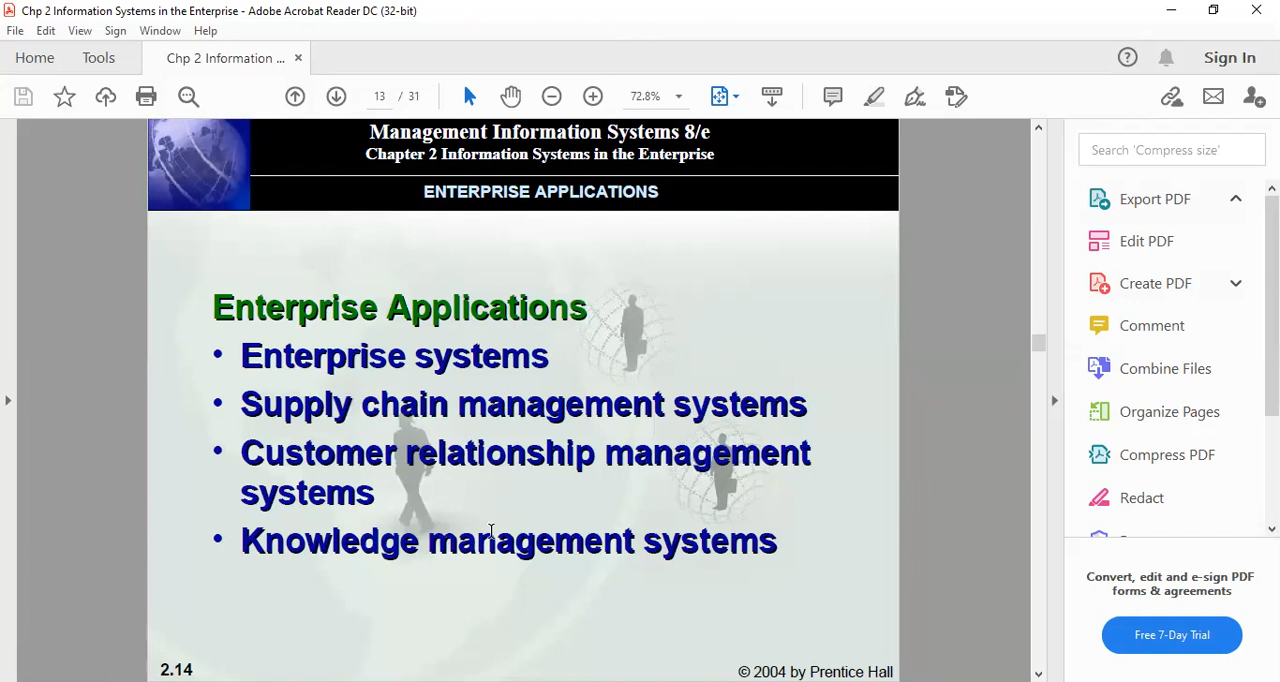 Chp 2 Information Systems in the Enterprise - Adobe Acrobat Reader DC (32-bit)
File Edit View Sign Window Help
Home Tools Chp 2 Information ... × Sign In
13 / 31 72.8%
Management Information Systems 8/e
Chapter 2 Information Systems in the Enterprise
ENTERPRISE APPLICATIONS
Enterprise Applications
• Enterprise systems
• Supply chain management systems
• Customer relationship management
systems
• Knowledge management systems
2.14
© 2004 by Prentice Hall
Search 'Compress size'
Export PDF
Edit PDF
Create PDF
Comment
Combine Files
Organize Pages
Compress PDF
Redact
Convert, edit and e-sign PDF
forms & agreements
Free 7-Day Trial